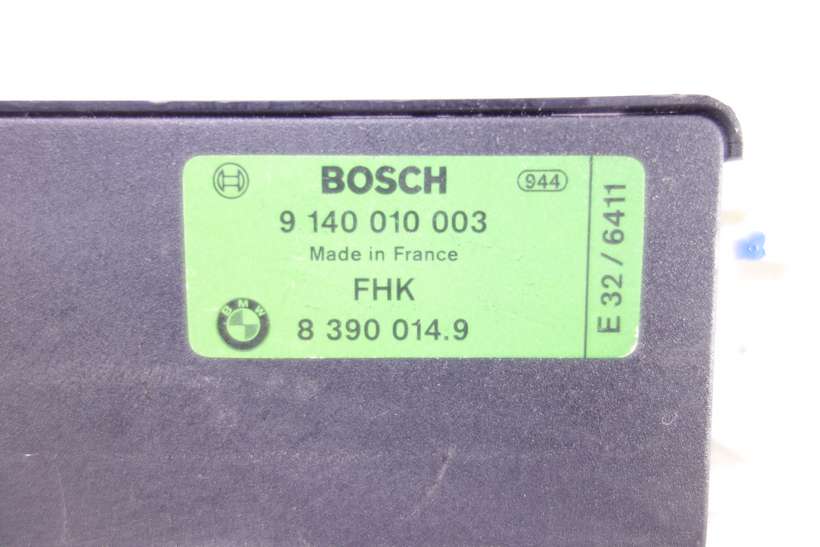 BOSCH 944
9 140 010 003
Made in France
FHK
BMW 8 390 014.9
E 32 / 6411